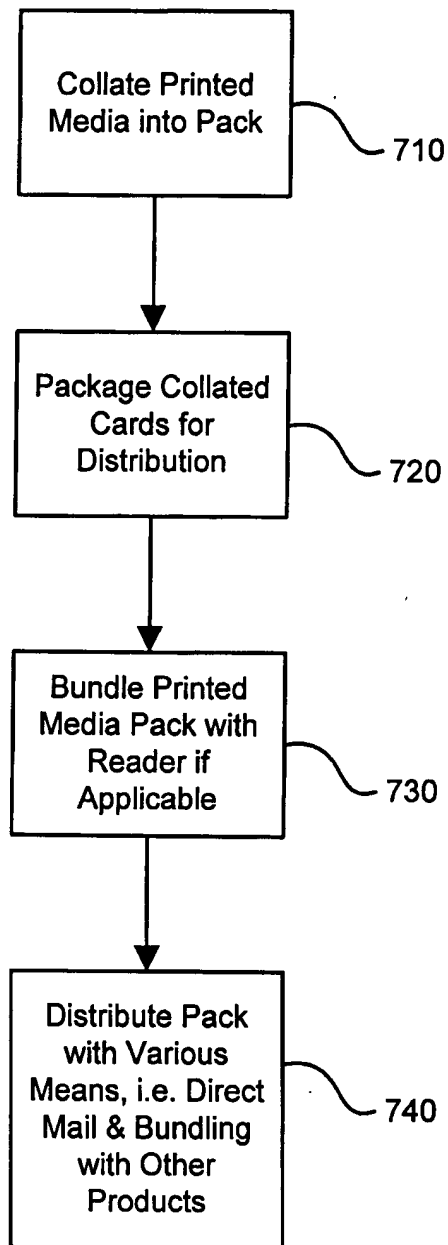 Collate Printed
Media into Pack
710
Package Collated
Cards for
Distribution
720
Bundle Printed
Media Pack with
Reader if
Applicable
730
Distribute Pack
with Various
Means, i.e. Direct
Mail & Bundling
with Other
Products
740